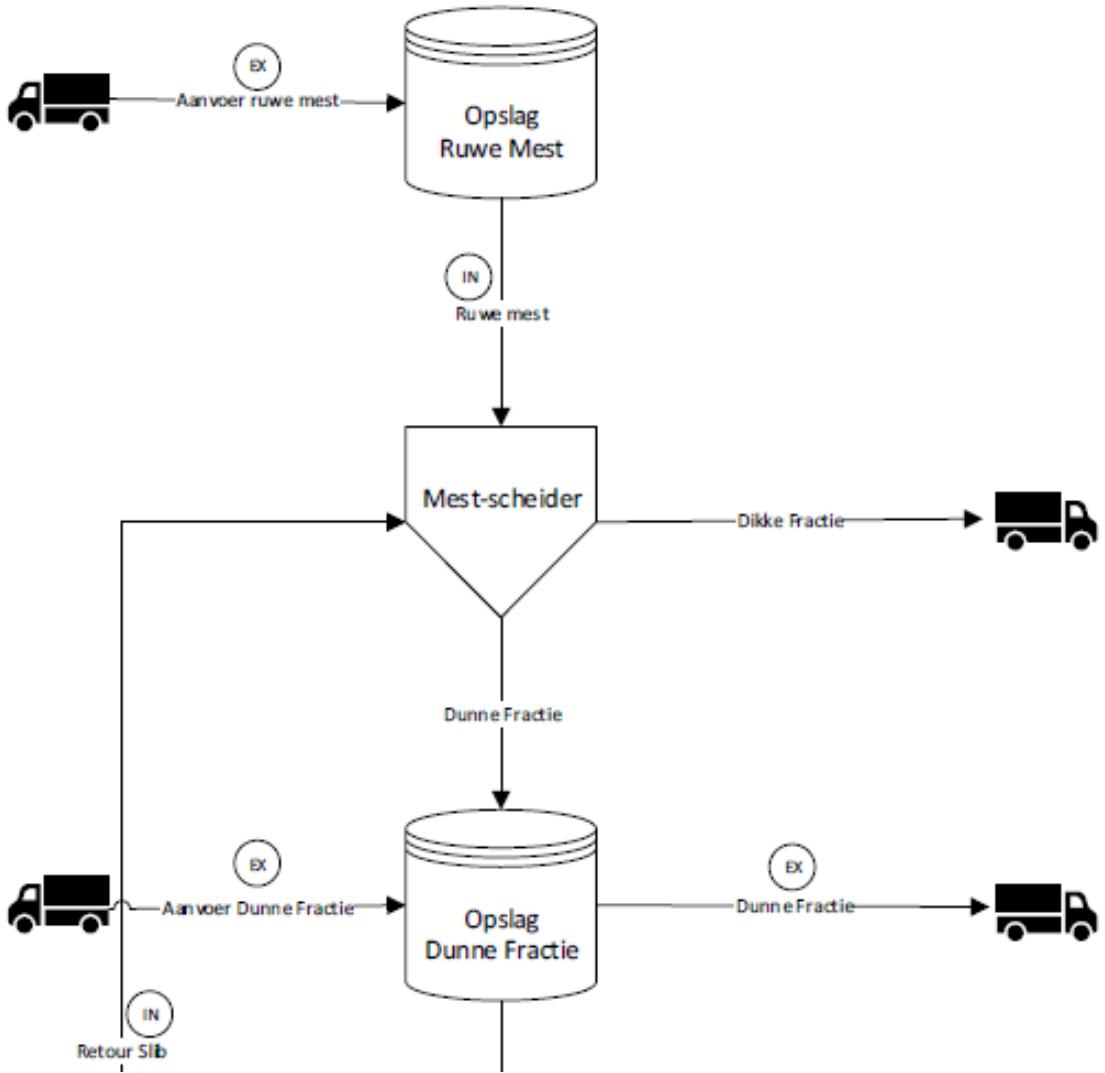 EX
Aanvoer ruwe mest
Opslag
Ruwe Mest
IN
Ruwe mest
Mest-scheider
Dikke Fractie
Dunne Fractie
EX
Aanvoer Dunne Fractie
Opslag
Dunne Fractie
EX
Dunne Fractie
IN
Retour Slib